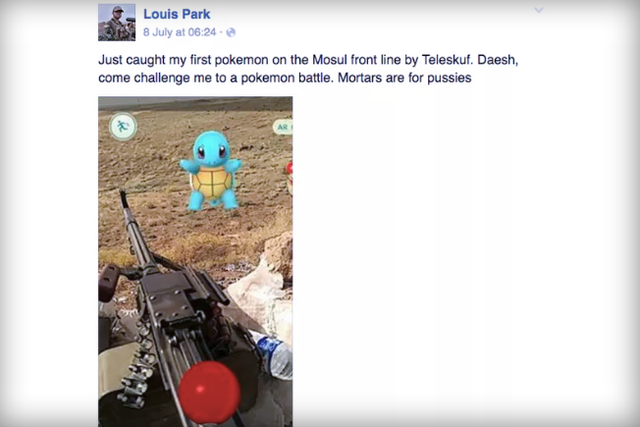 Louis Park
8 July at 06:24 ·
Just caught my first pokemon on the Mosul front line by Teleskuf. Daesh,
come challenge me to a pokemon battle. Mortars are for pussies
AR